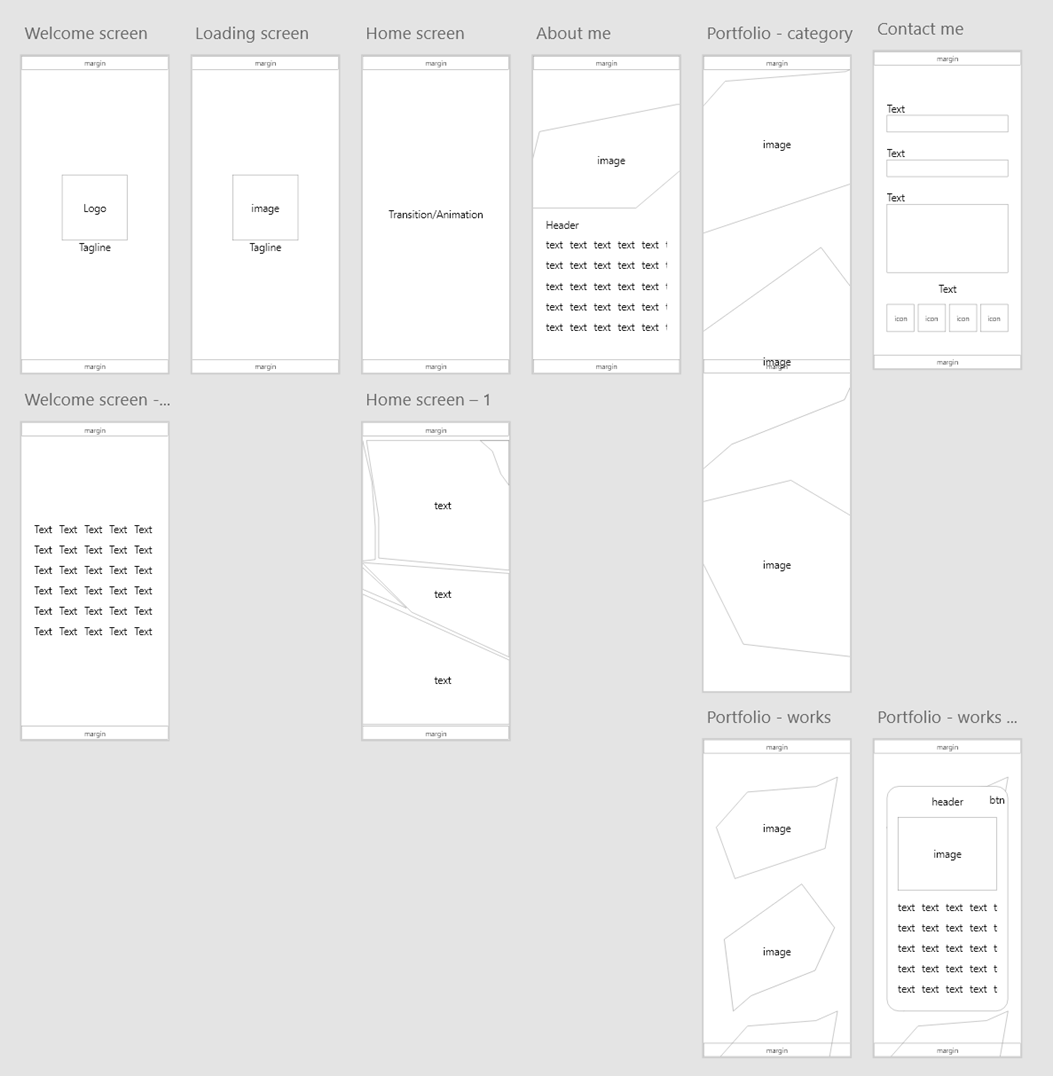 Welcome screen
margin
Logo
Tagline
margin
Loading screen
margin
image
Tagline
margin
Home screen
margin
Transition/Animation
margin
About me
margin
image
Header
text text text text text t
text text text text text t
text text text text text t
text text text text text t
text text text text text t
margin
Portfolio - category
margin
image
image
image
Contact me
margin
Text
Text
Text
Text
icon icon icon icon
margin
Welcome screen -...
margin
Text Text Text Text Text
Text Text Text Text Text
Text Text Text Text Text
Text Text Text Text Text
Text Text Text Text Text
Text Text Text Text Text
margin
Home screen – 1
margin
text
text
text
margin
Portfolio - works
margin
image
image
margin
Portfolio - works ...
margin
header btn
image
text text text text t
text text text text t
text text text text t
text text text text t
text text text text t
margin